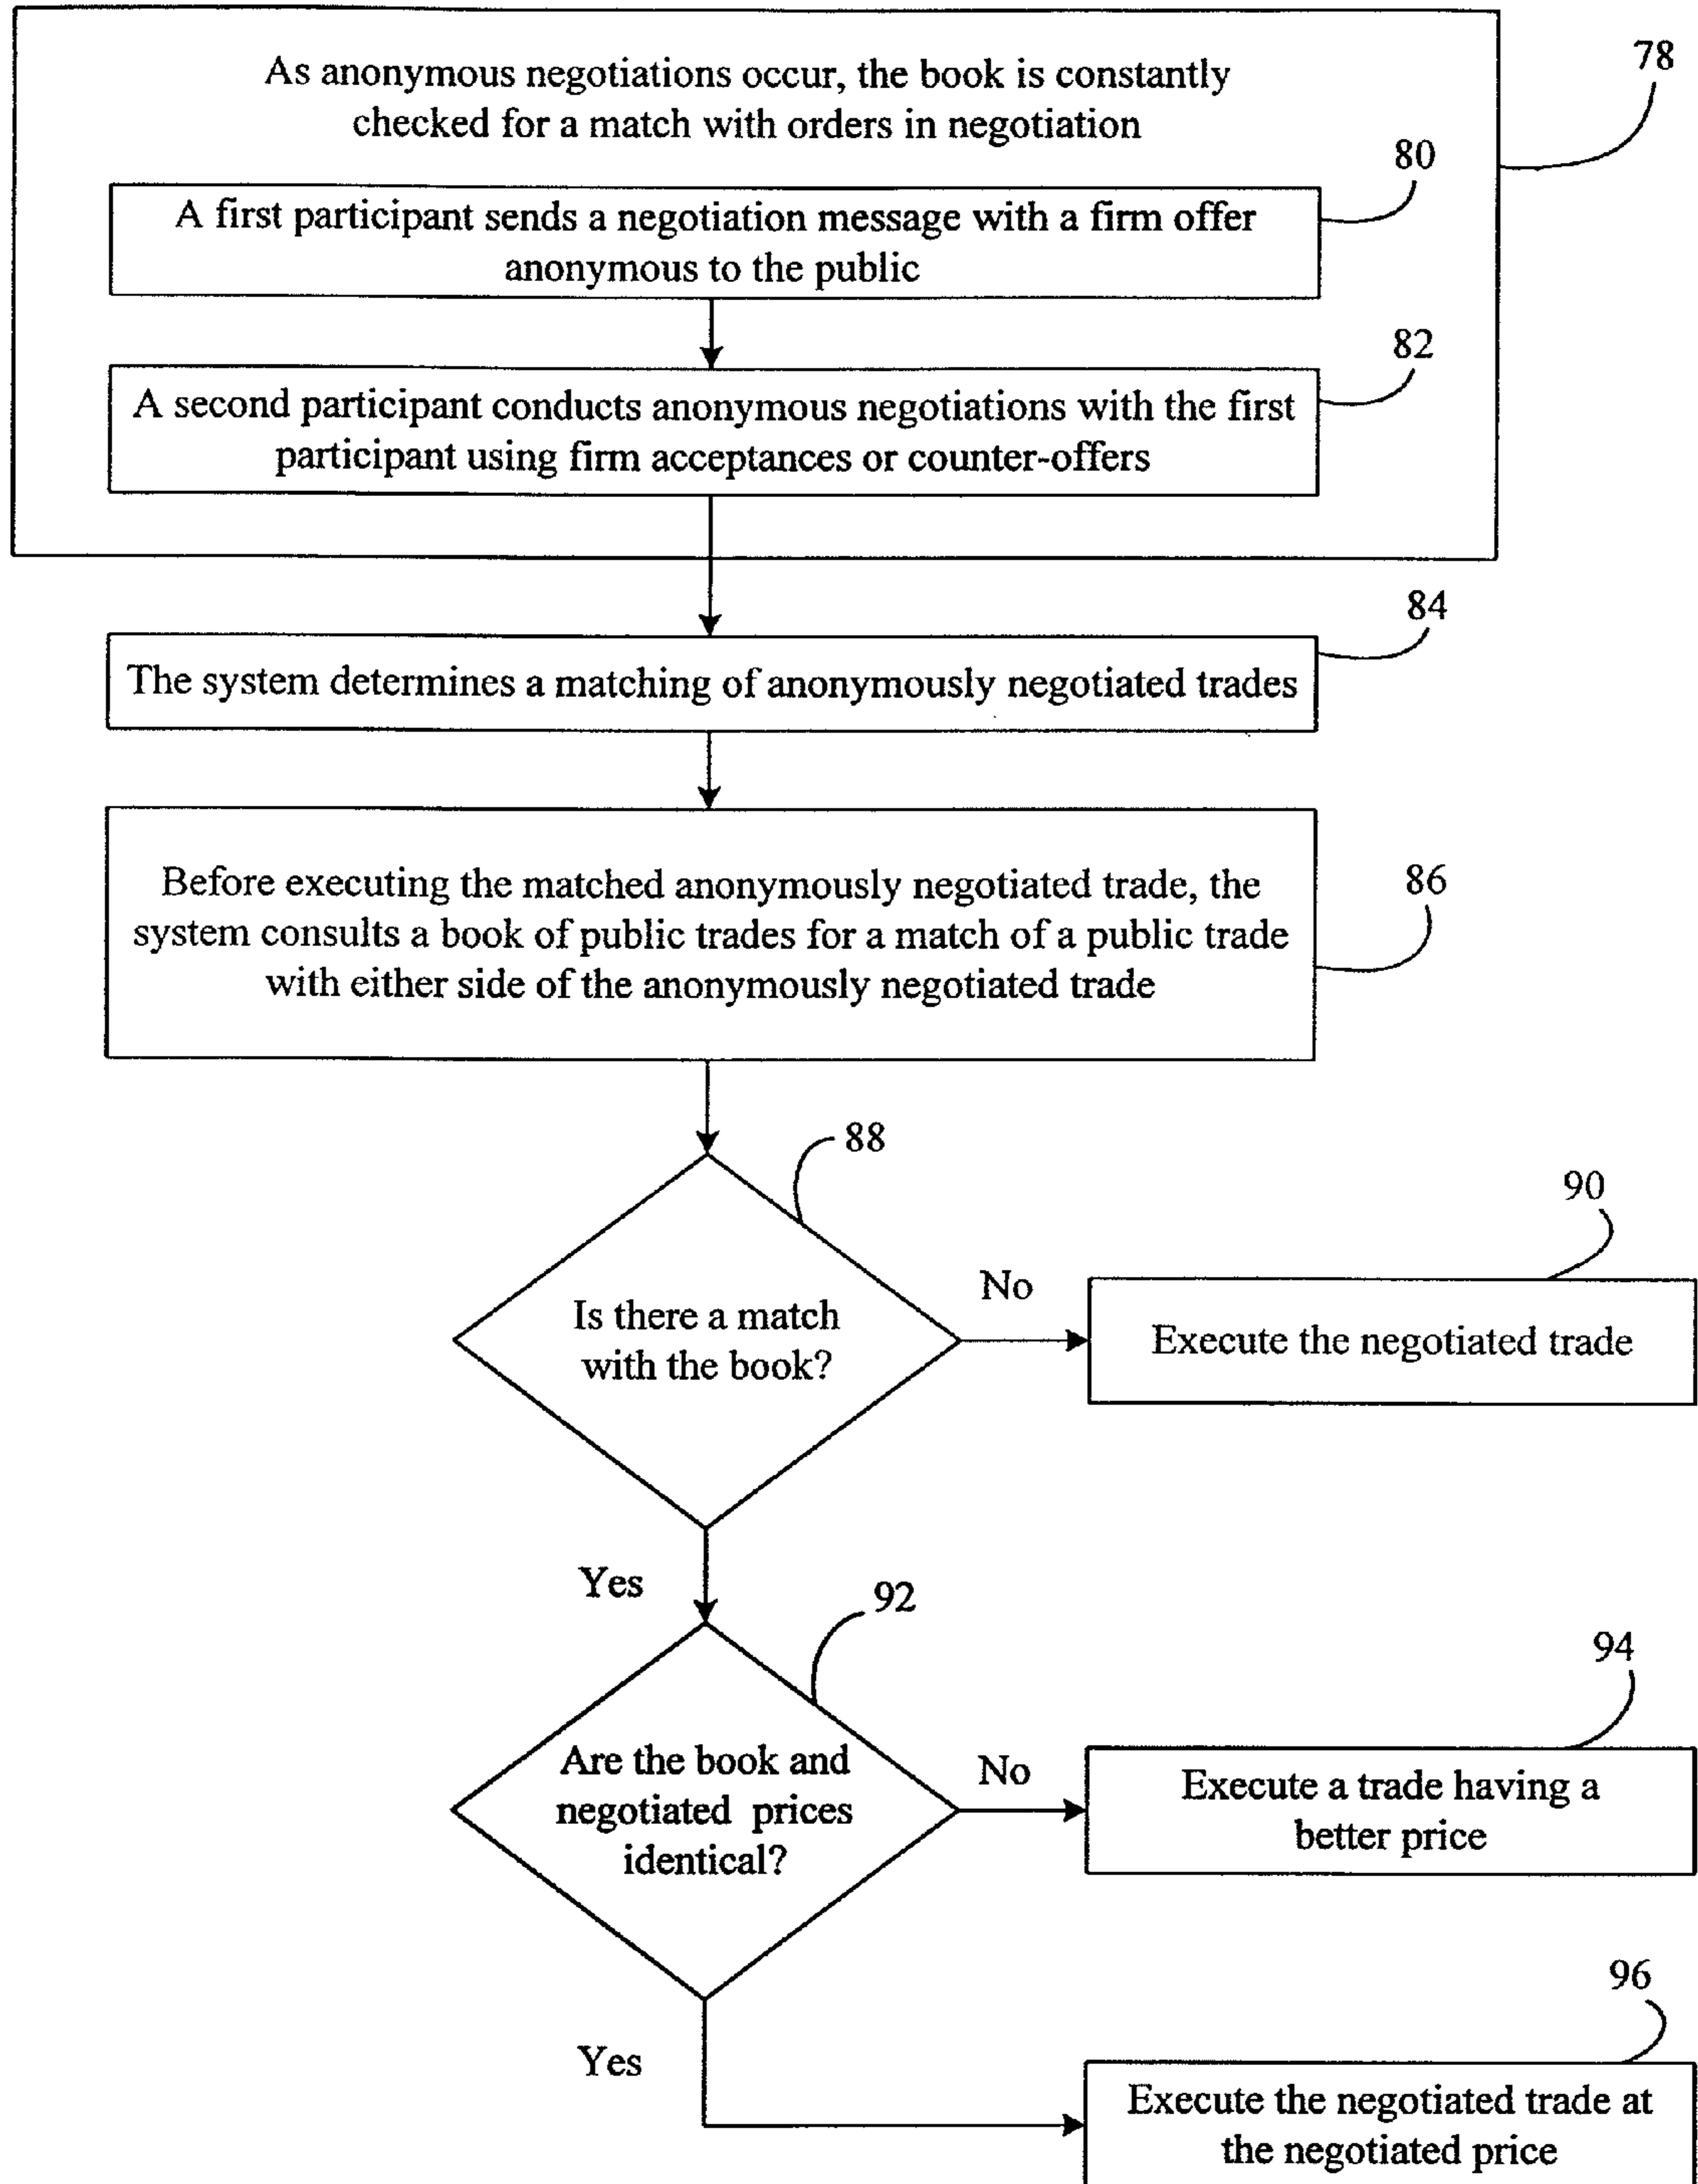 78
As anonymous negotiations occur, the book is constantly
checked for a match with orders in negotiation
80
A first participant sends a negotiation message with a firm offer
anonymous to the public
82
A second participant conducts anonymous negotiations with the first
participant using firm acceptances or counter-offers
84
The system determines a matching of anonymously negotiated trades
86
Before executing the matched anonymously negotiated trade, the
system consults a book of public trades for a match of a public trade
with either side of the anonymously negotiated trade
88
Is there a match
with the book?
No
90
Execute the negotiated trade
Yes
92
Are the book and
negotiated prices
identical?
No
94
Execute a trade having a
better price
Yes
96
Execute the negotiated trade at
the negotiated price